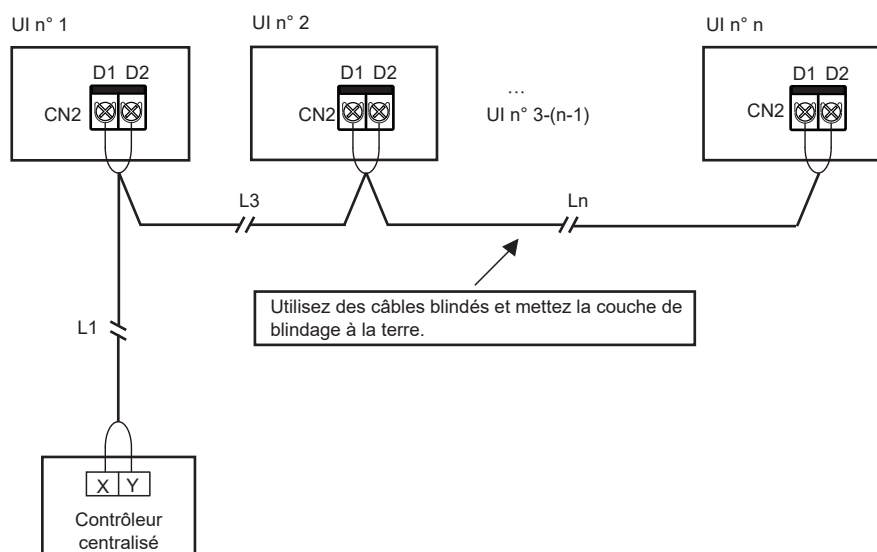 UI n° 1
UI n° 2
UI n° n
D1 D2
D1 D2
D1 D2
CN2
CN2
CN2
...
UI n° 3-(n-1)
L3
Ln
Utilisez des câbles blindés et mettez la couche de
blindage à la terre.
L1
X Y
Contrôleur
centralisé